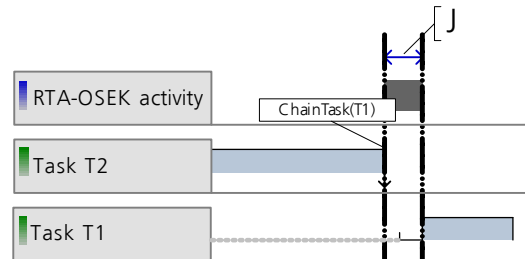 J
RTA-OSEK activity
ChainTask(T1)
Task T2
Task T1